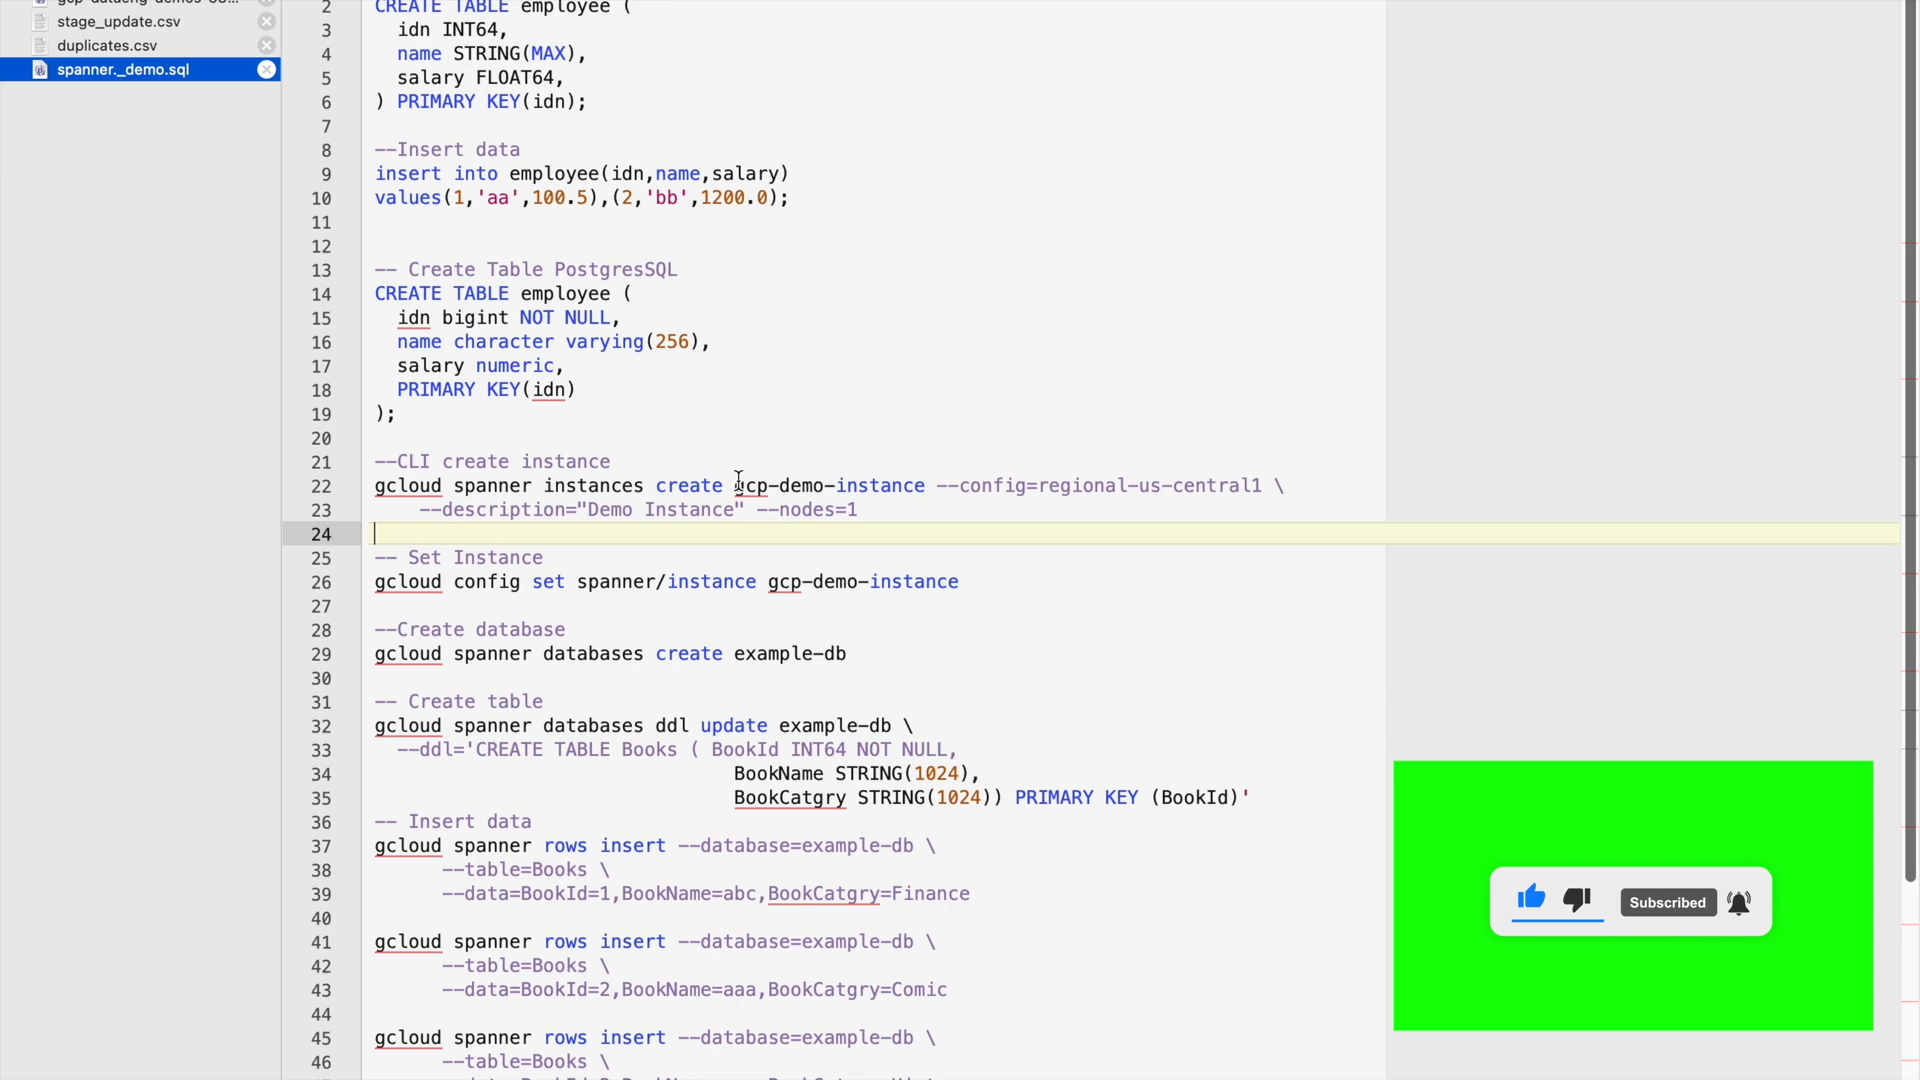 stage_update.csv
duplicates.csv
spanner._demo.sql
2 CREATE TABLE employee (
3 idn INT64,
4 name STRING(MAX),
5 salary FLOAT64,
6 ) PRIMARY KEY(idn);
7
8 --Insert data
9 insert into employee(idn,name,salary)
10 values(1,'aa',100.5),(2,'bb',1200.0);
11
12
13 -- Create Table PostgresSQL
14 CREATE TABLE employee (
15 idn bigint NOT NULL,
16 name character varying(256),
17 salary numeric,
18 PRIMARY KEY(idn)
19 );
20
21 --CLI create instance
22 gcloud spanner instances create gcp-demo-instance --config=regional-us-central1 \
23 --description="Demo Instance" --nodes=1
24
25 -- Set Instance
26 gcloud config set spanner/instance gcp-demo-instance
27
28 --Create database
29 gcloud spanner databases create example-db
30
31 -- Create table
32 gcloud spanner databases ddl update example-db \
33 --ddl='CREATE TABLE Books ( BookId INT64 NOT NULL,
34 BookName STRING(1024),
35 BookCatgry STRING(1024)) PRIMARY KEY (BookId)'
36 -- Insert data
37 gcloud spanner rows insert --database=example-db \
38 --table=Books \
39 --data=BookId=1,BookName=abc,BookCatgry=Finance
40
41 gcloud spanner rows insert --database=example-db \
42 --table=Books \
43 --data=BookId=2,BookName=aaa,BookCatgry=Comic
44
45 gcloud spanner rows insert --database=example-db \
46 --table=Books \
Subscribed